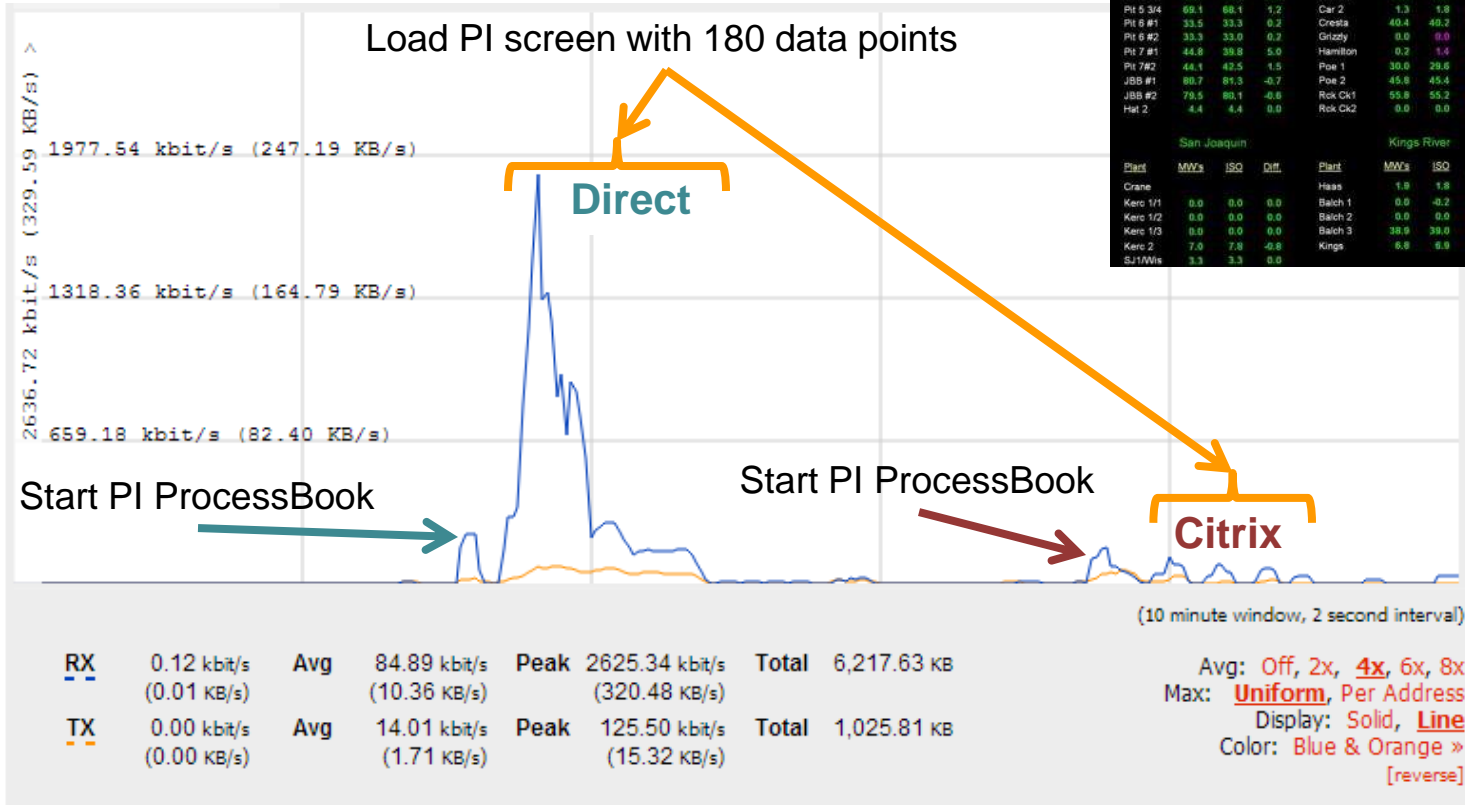 Load PI screen with 180 data points
Pit 5 3/4 69.1 68.1 1.2 Car 2 1.3 1.8
Pit 6 #1 33.5 33.3 0.2 Cresta 40.4 40.2
Pit 6 #2 33.3 33.0 0.2 Grizzly 0.0 0.0
Pit 7 #1 44.8 39.8 5.0 Hamilton 0.2 1.4
Pit 7#2 44.1 42.5 1.5 Poe 1 30.0 29.6
JBB #1 80.7 81.3 -0.7 Poe 2 45.8 45.4
JBB #2 79.5 80.1 -0.6 Rck Ck1 55.8 55.2
Hat 2 4.4 4.4 0.0 Rck Ck2 0.0 0.0
San Joaquin Kings River
Plant MW's ISO Diff. Plant MW's ISO
Crane Haas 1.9 1.8
Kerc 1/1 0.0 0.0 0.0 Balch 1 0.0 -0.2
Kerc 1/2 0.0 0.0 0.0 Balch 2 0.0 0.0
Kerc 1/3 0.0 0.0 0.0 Balch 3 38.9 39.0
Kerc 2 7.0 7.8 -0.8 Kings 6.8 6.9
SJ1/Wis 3.3 3.3 0.0
2636.72 kbit/s (329.59 KB/s) >
1977.54 kbit/s (247.19 KB/s)
Direct
1318.36 kbit/s (164.79 KB/s)
659.18 kbit/s (82.40 KB/s)
Start PI ProcessBook
Start PI ProcessBook
Citrix
(10 minute window, 2 second interval)
RX 0.12 kbit/s Avg 84.89 kbit/s Peak 2625.34 kbit/s Total 6,217.63 KB
(0.01 KB/s) (10.36 KB/s) (320.48 KB/s)
TX 0.00 kbit/s Avg 14.01 kbit/s Peak 125.50 kbit/s Total 1,025.81 KB
(0.00 KB/s) (1.71 KB/s) (15.32 KB/s)
Avg: Off, 2x, 4x, 6x, 8x
Max: Uniform, Per Address
Display: Solid, Line
Color: Blue & Orange »
[reverse]